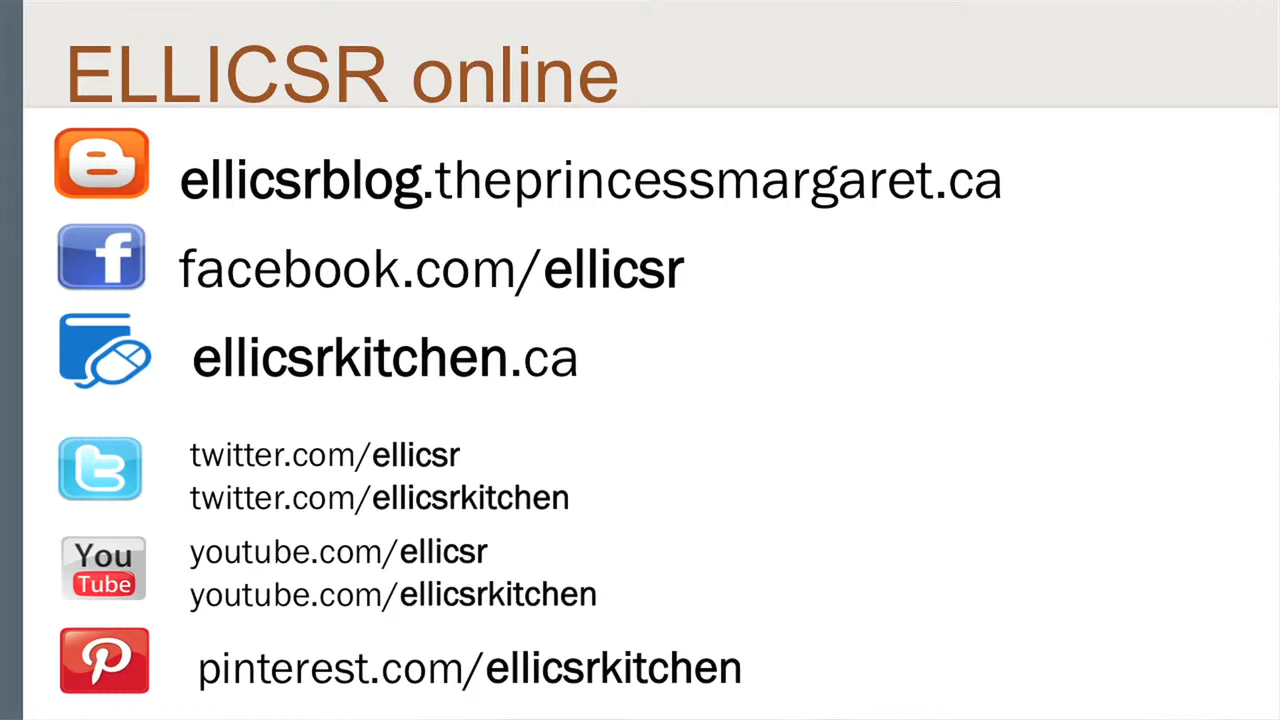 ELLICSR online
ellicsrblog.theprincessmargaret.ca
facebook.com/ellicsr
ellicsrkitchen.ca
twitter.com/ellicsr
twitter.com/ellicsrkitchen
You
Tube
youtube.com/ellicsr
youtube.com/ellicsrkitchen
pinterest.com/ellicsrkitchen